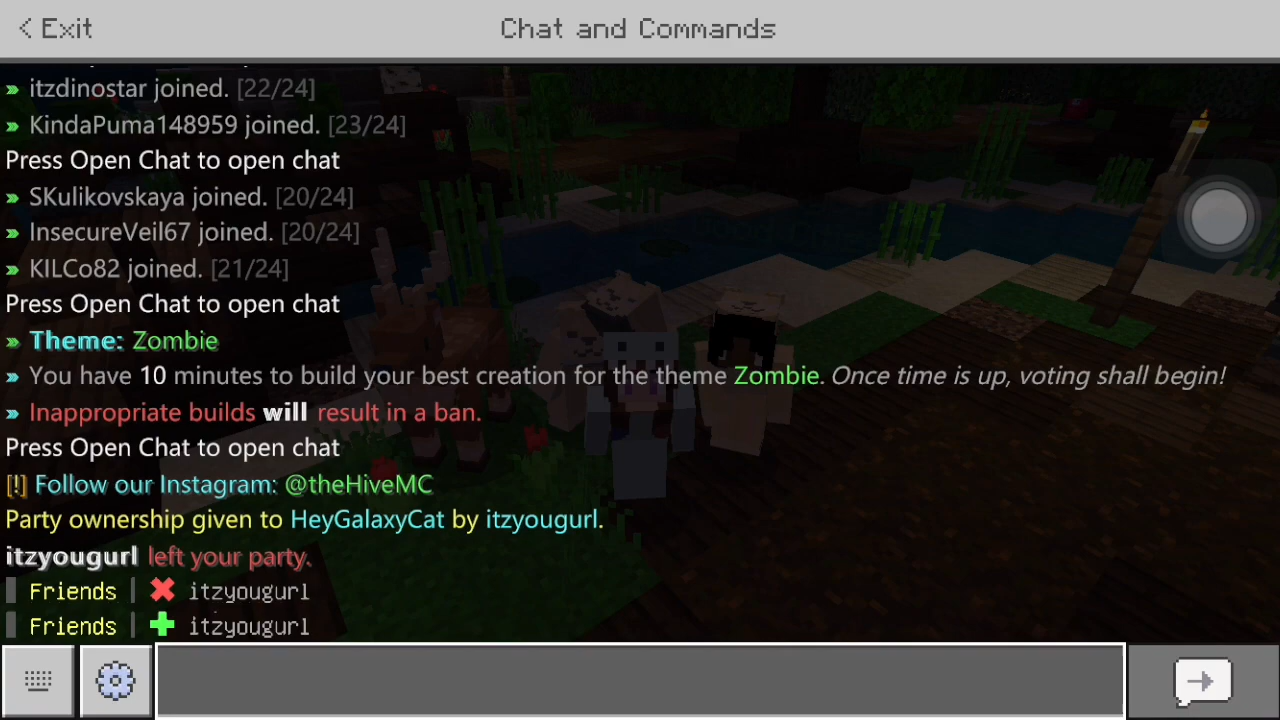 < Exit
Chat and Commands
» itzdinostar joined. [22/24]
» KindaPuma148959 joined. [23/24]
Press Open Chat to open chat
» SKulikovskaya joined. [20/24]
» InsecureVeil67 joined. [20/24]
» KILCo82 joined. [21/24]
Press Open Chat to open chat
» Theme: Zombie
» You have 10 minutes to build your best creation for the theme Zombie. Once time is up, voting shall begin!
» Inappropriate builds will result in a ban.
Press Open Chat to open chat
[!] Follow our Instagram: @theHiveMC
Party ownership given to HeyGalaxyCat by itzyougurl.
itzyougurl left your party.
Friends | ✖ itzyougurl
Friends | ✚ itzyougurl